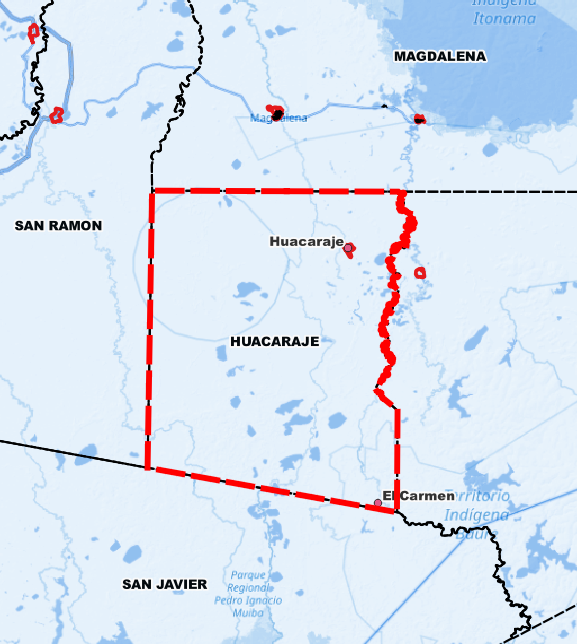 Indígena
Itonama
MAGDALENA
Magdalena
SAN RAMON
Huacaraje
HUACARAJE
El Carmen
Territorio
Indígena
Baure
SAN JAVIER
Parque
Regional
Pedro Ignacio
Muiba